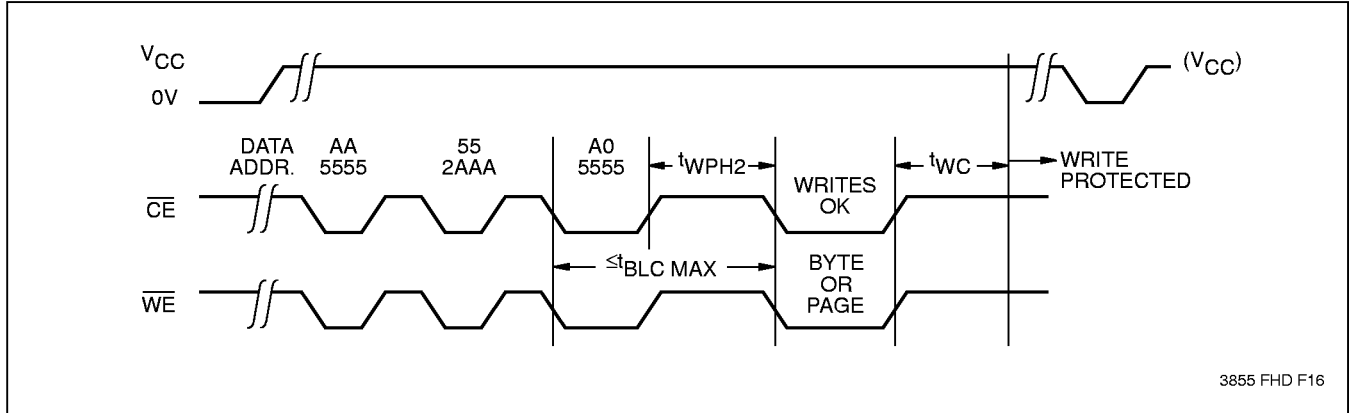 VCC
0V
(VCC)
DATA AA 55 A0
ADDR. 5555 2AAA 5555
tWPH2
tWC
WRITE
PROTECTED
CE
WRITES
OK
≤tBLC MAX
WE
BYTE
OR
PAGE
3855 FHD F16